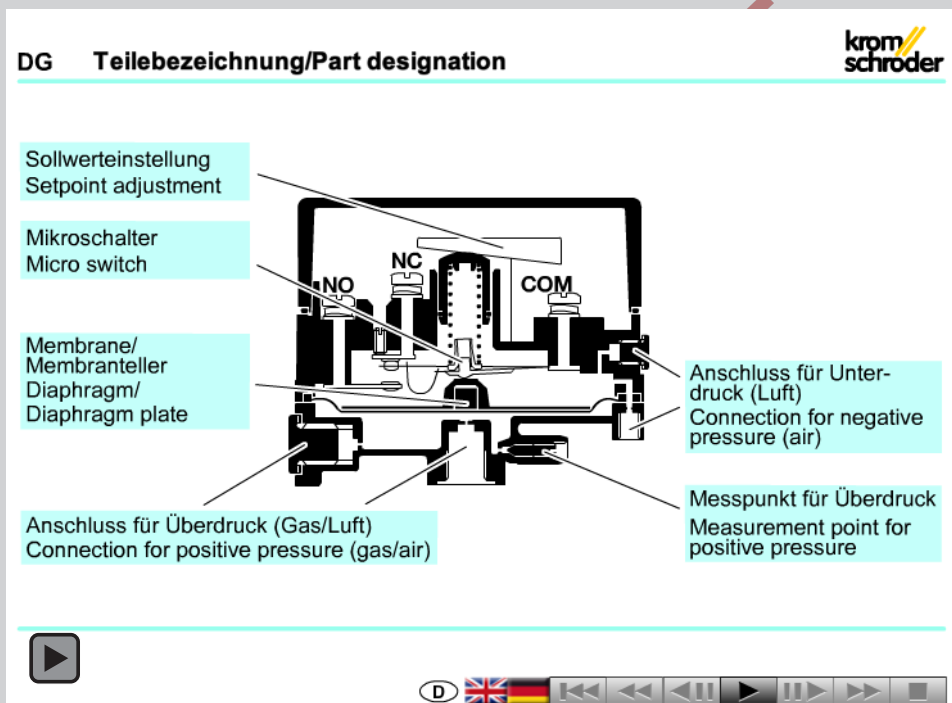 DG Teilebezeichnung/Part designation
krom
schroder
Sollwerteinstellung
Setpoint adjustment
Mikroschalter
Micro switch
NC
NO
COM
Membrane/
Membranteller
Diaphragm/
Diaphragm plate
Anschluss für Unter-
druck (Luft)
Connection for negative
pressure (air)
Messpunkt für Überdruck
Measurement point for
positive pressure
Anschluss für Überdruck (Gas/Luft)
Connection for positive pressure (gas/air)
D